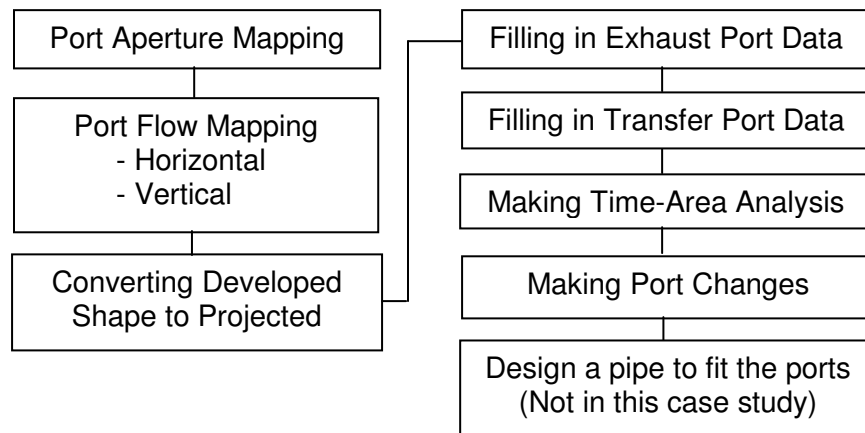 Port Aperture Mapping
Port Flow Mapping
- Horizontal
- Vertical
Converting Developed
Shape to Projected
Filling in Exhaust Port Data
Filling in Transfer Port Data
Making Time-Area Analysis
Making Port Changes
Design a pipe to fit the ports
(Not in this case study)